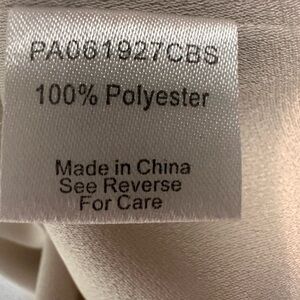 PA061927CBS
100% Polyester
Made in China
See Reverse
For Care